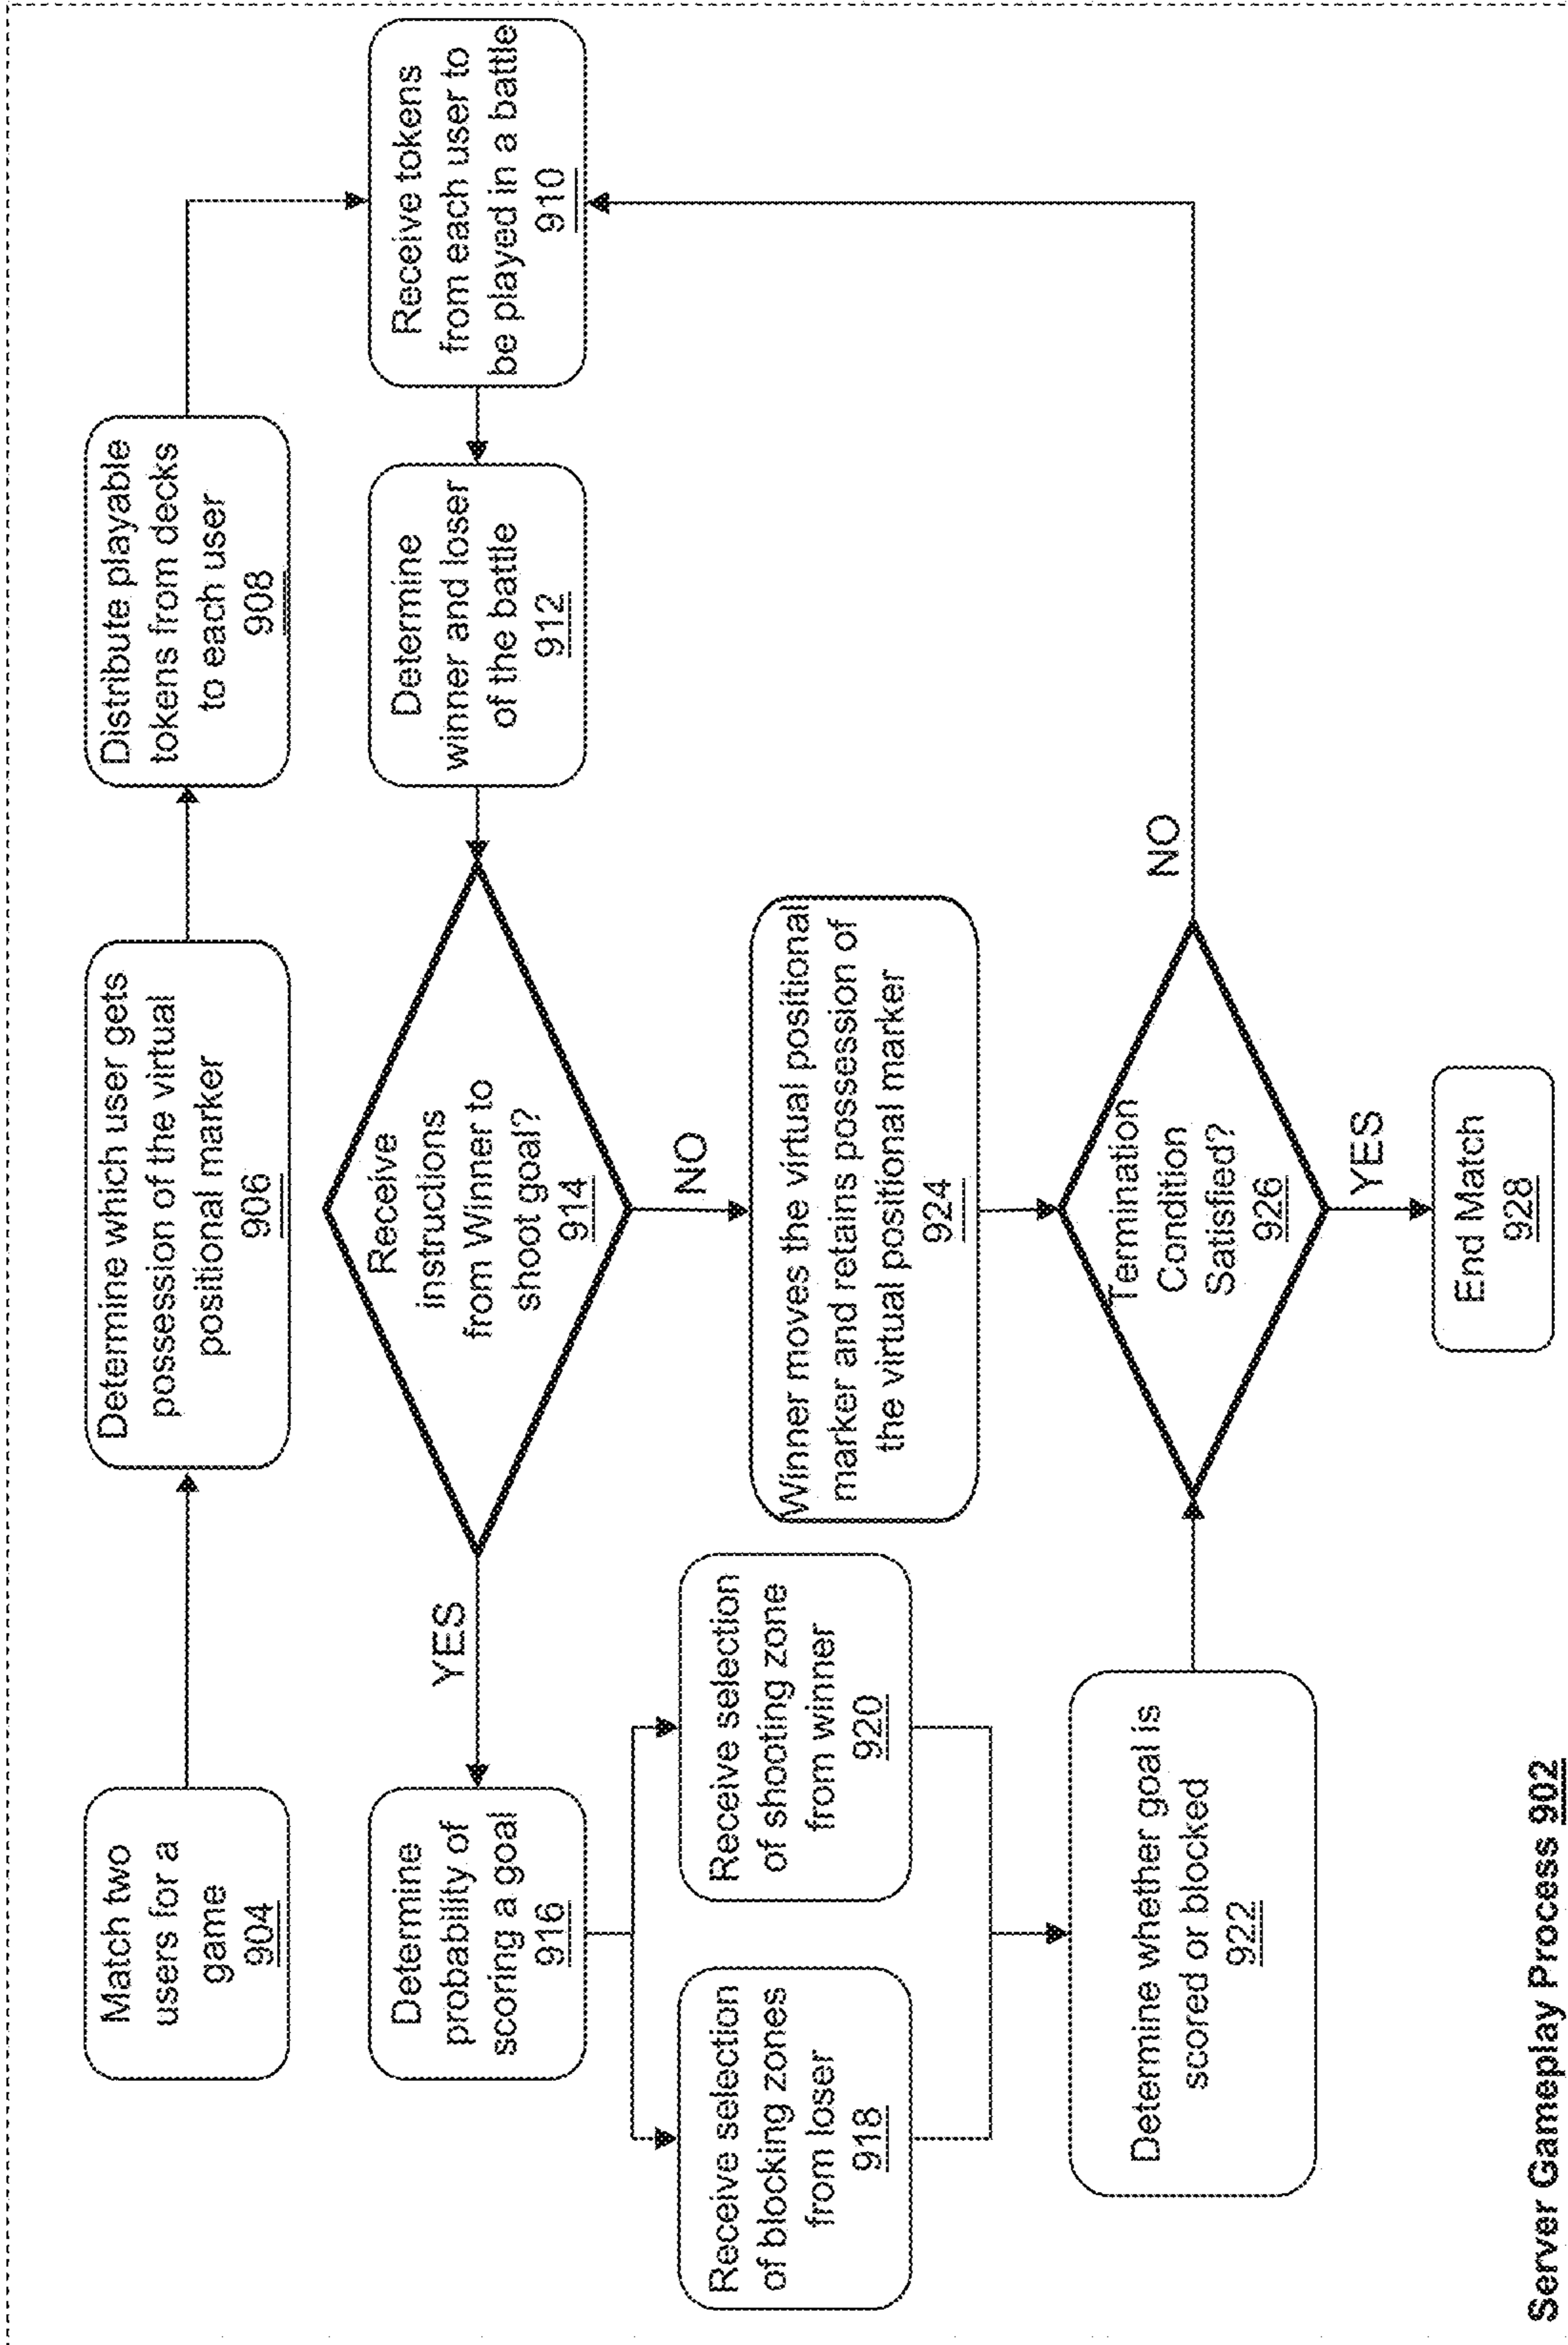 Match two
users for a
game
904
Determine which user gets
possession of the virtual
positional marker
906
Distribute playable
tokens from decks
to each user
908
Receive tokens
from each user to
be played in a battle
910
Determine
winner and loser
of the battle
912
Receive
instructions
from Winner to
shoot goal?
914
YES
NO
Determine
probability of
scoring a goal
916
Receive selection
of blocking zones
from loser
918
Receive selection
of shooting zone
from winner
920
Determine whether goal is
scored or blocked
922
Winner moves the virtual positional
marker and retains possession of
the virtual positional marker
924
Termination
Condition
Satisfied?
926
NO
YES
End Match
928
Server Gameplay Process 902